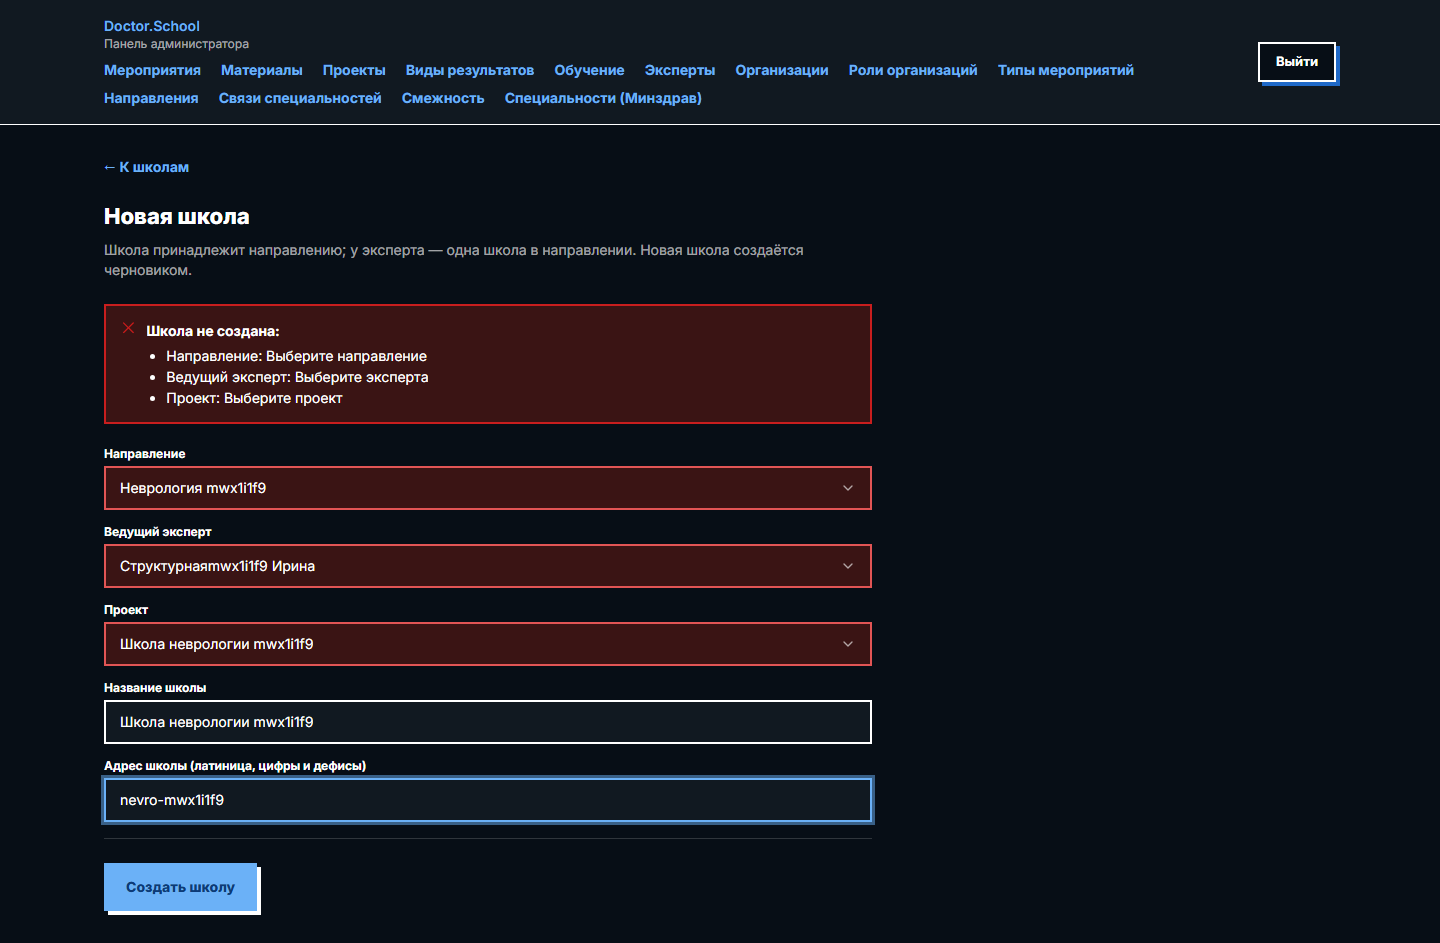 Doctor.School
Панель администратора
Мероприятия Материалы Проекты Виды результатов Обучение Эксперты Организации Роли организаций Типы мероприятий
Направления Связи специальностей Смежность Специальности (Минздрав)
Выйти
← К школам
Новая школа
Школа принадлежит направлению; у эксперта — одна школа в направлении. Новая школа создаётся
черновиком.
Школа не создана:
• Направление: Выберите направление
• Ведущий эксперт: Выберите эксперта
• Проект: Выберите проект
Направление
Неврология mwx1i1f9
Ведущий эксперт
Структурнаяmwx1i1f9 Ирина
Проект
Школа неврологии mwx1i1f9
Название школы
Школа неврологии mwx1i1f9
Адрес школы (латиница, цифры и дефисы)
nevro-mwx1i1f9
Создать школу